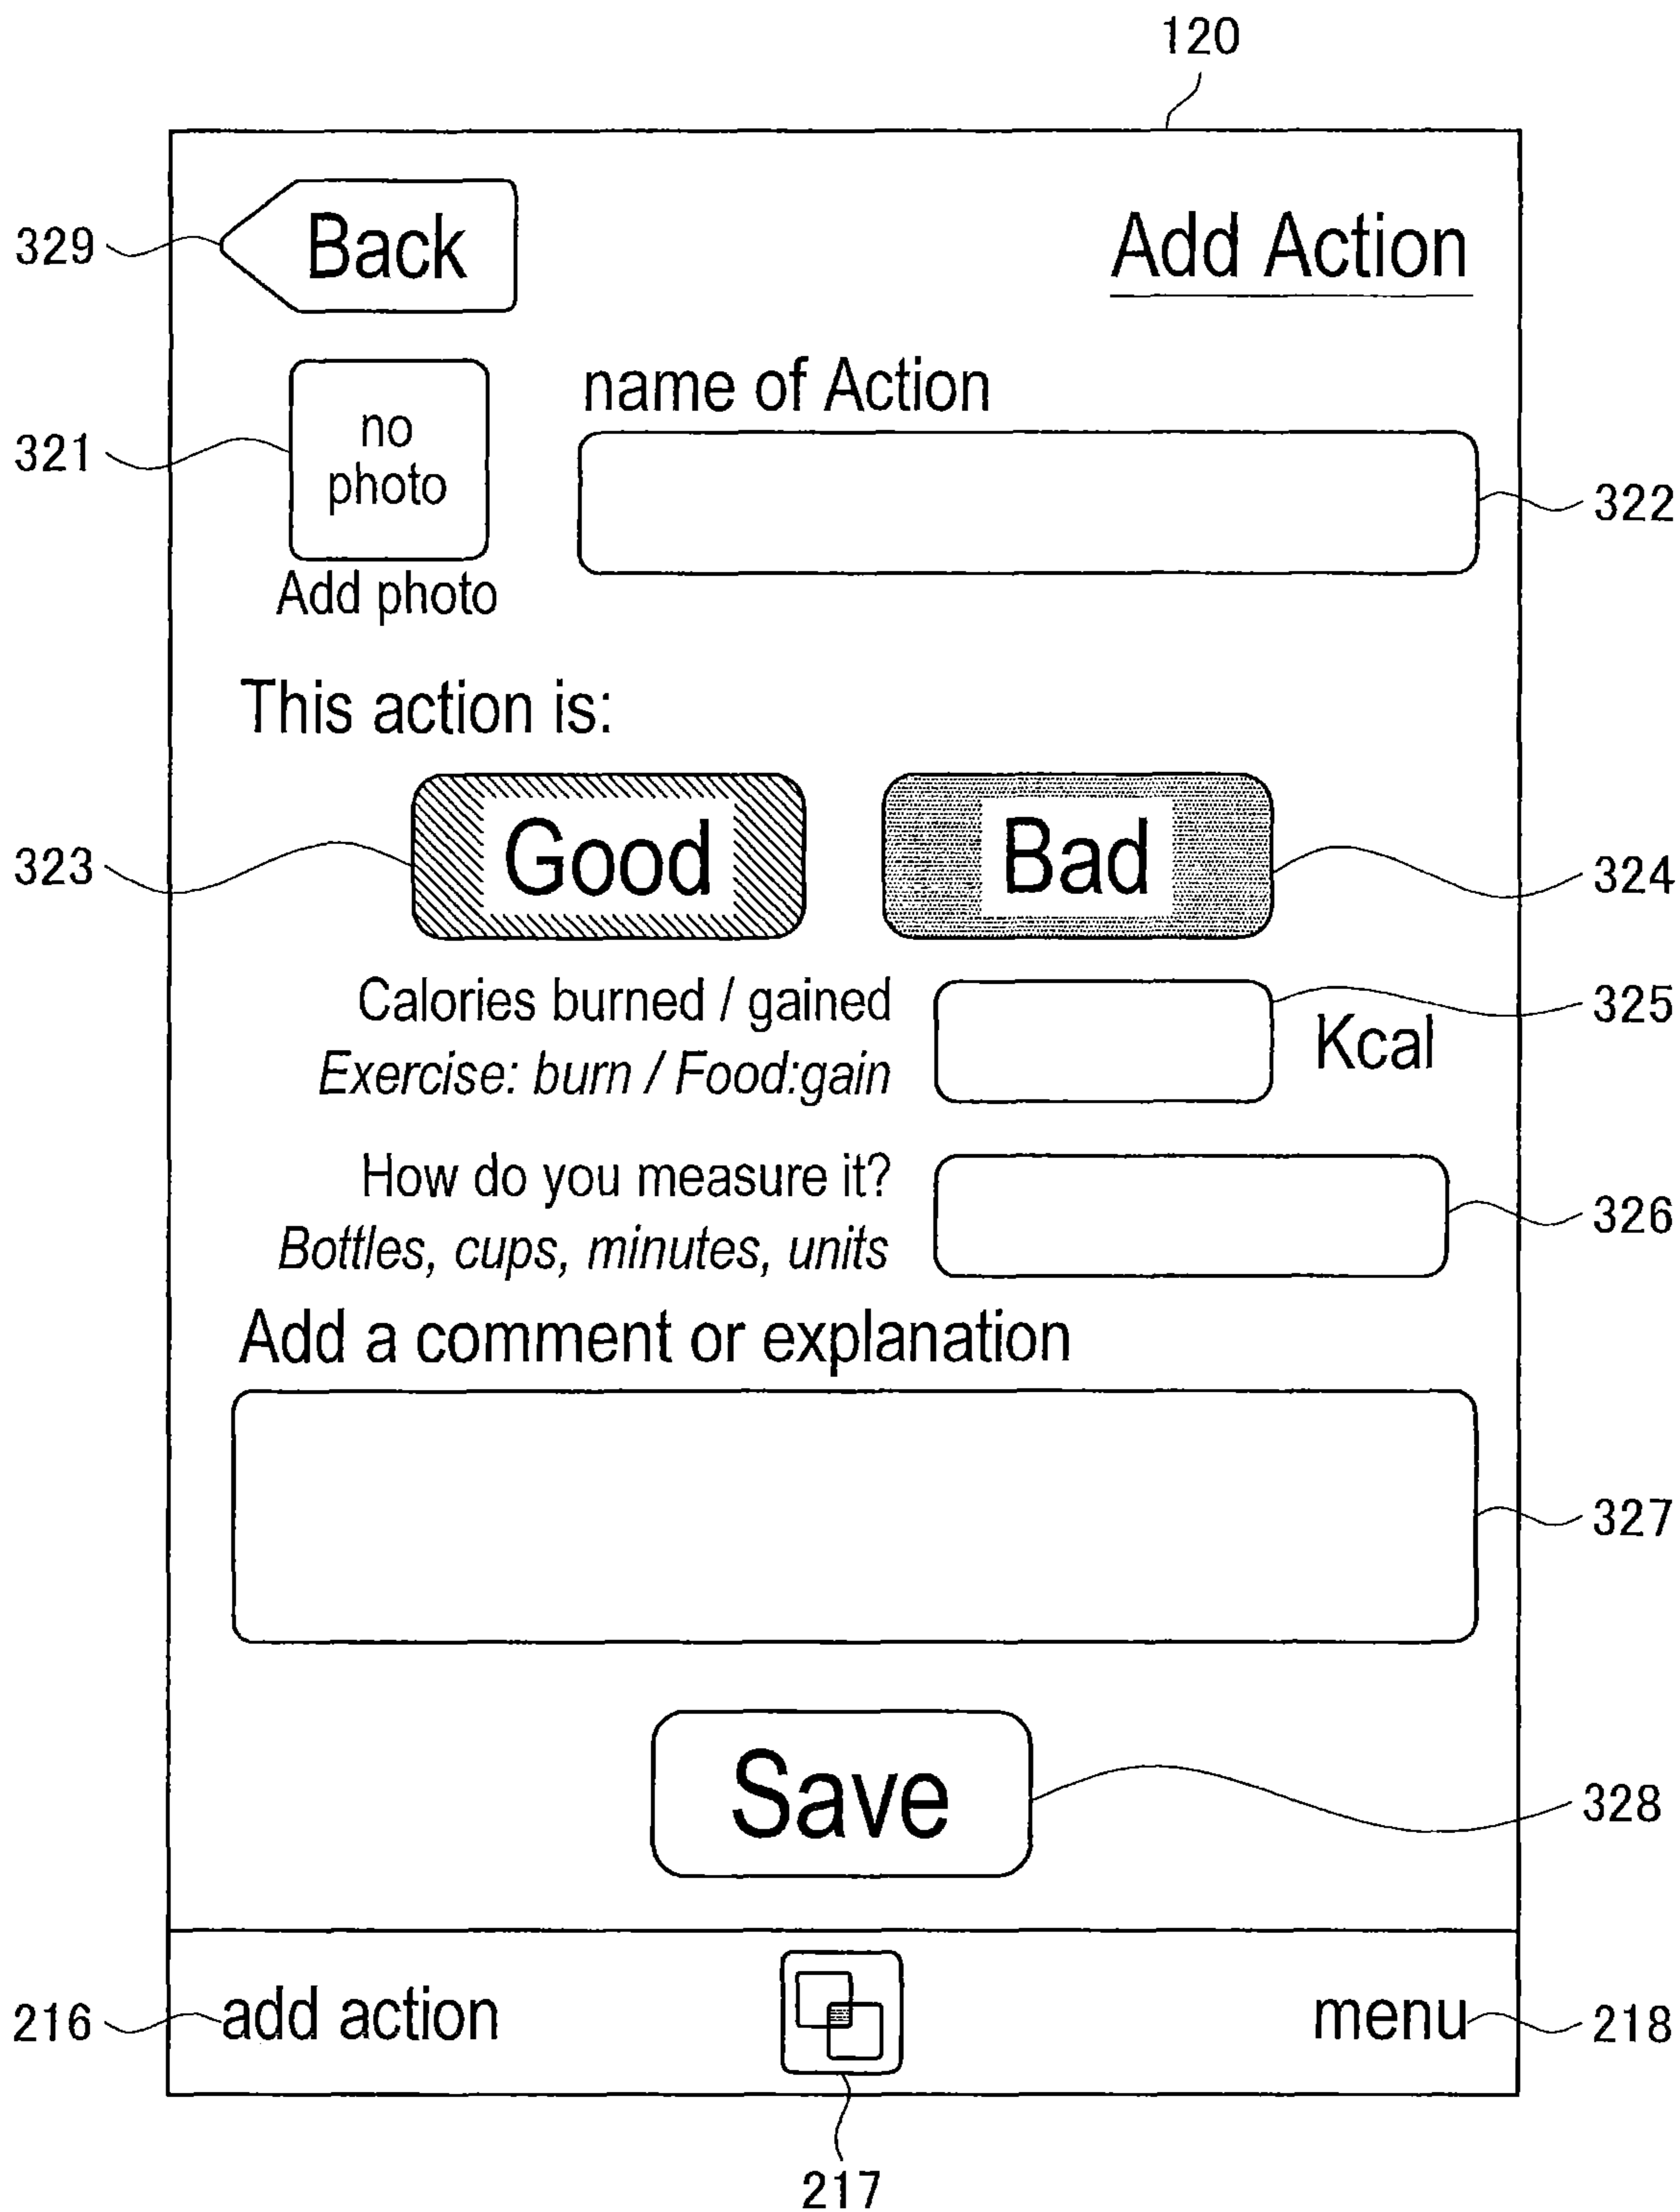 120
329
Back
Add Action
321
no
photo
Add photo
name of Action
322
This action is:
323
Good
Bad
324
Calories burned / gained
Exercise: burn / Food:gain
325
Kcal
How do you measure it?
Bottles, cups, minutes, units
326
Add a comment or explanation
327
Save
328
216
add action
menu
218
217